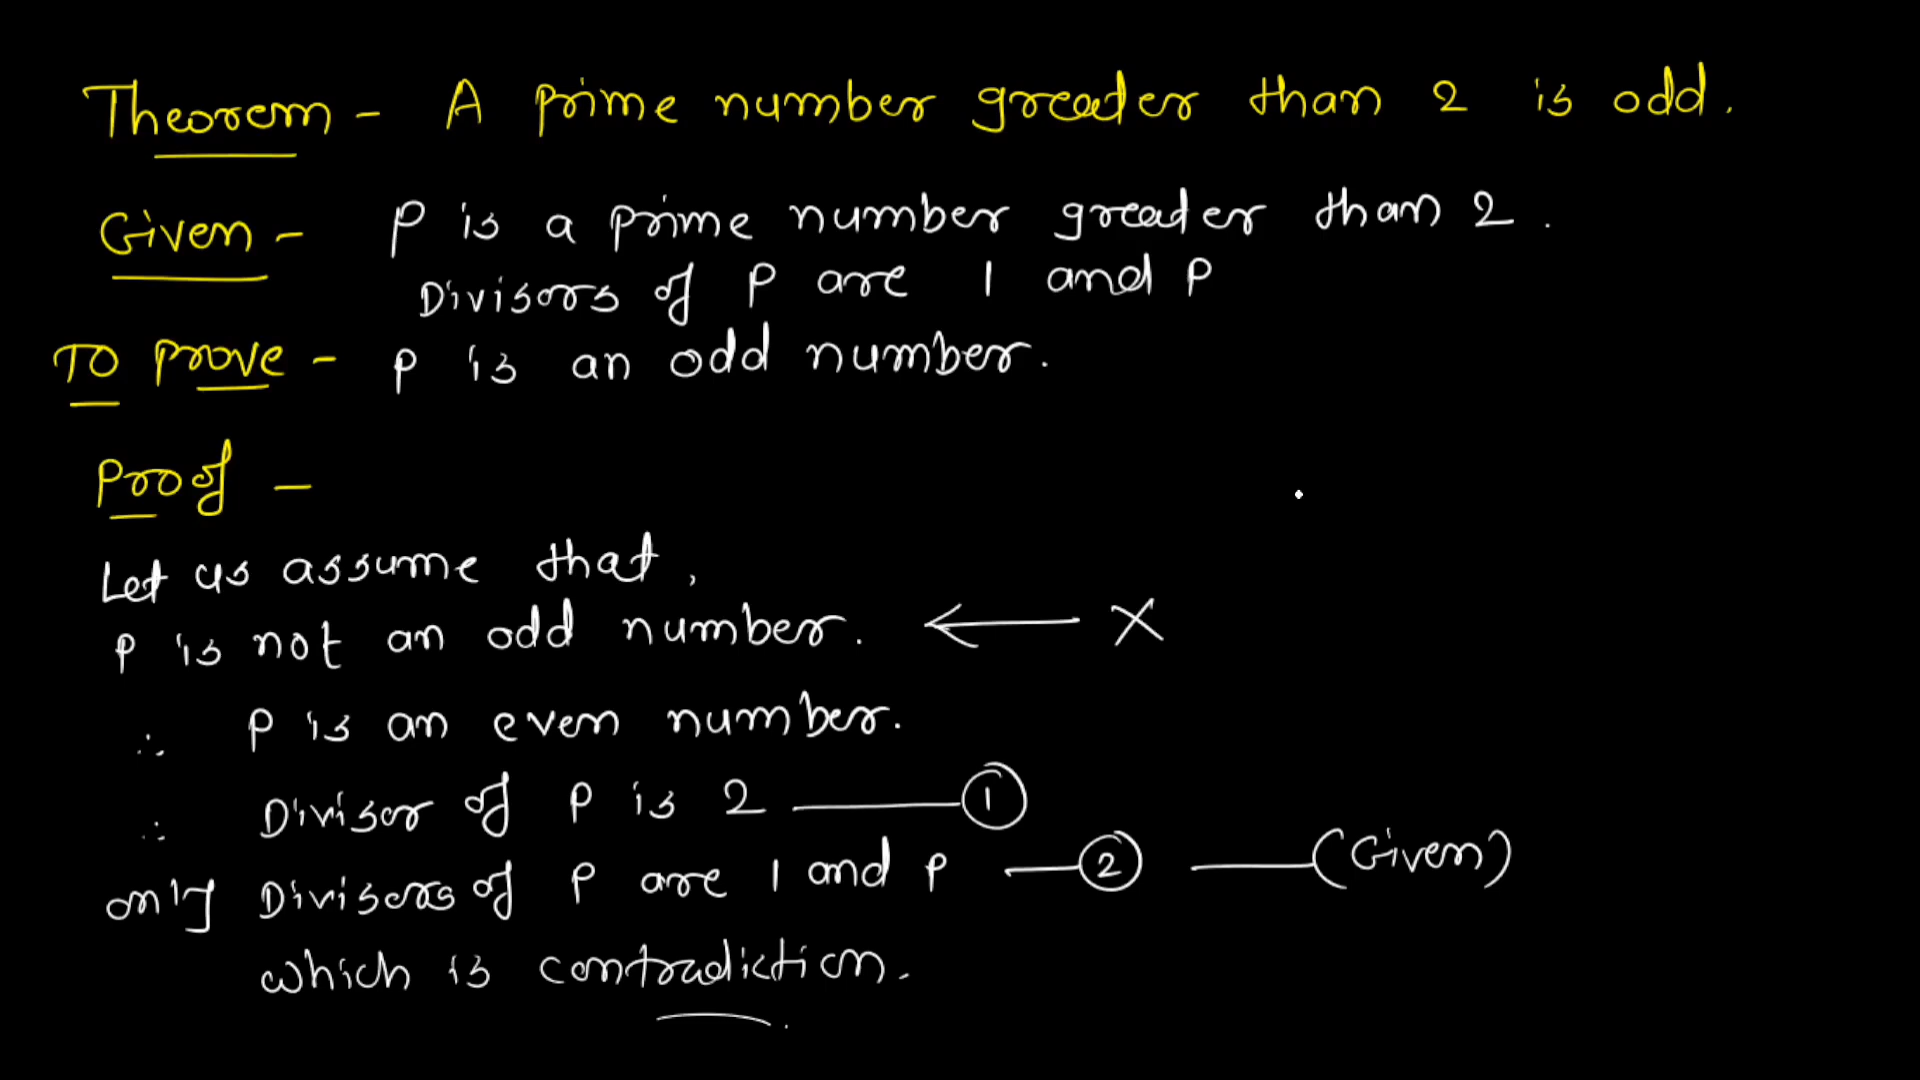 Theorem - A prime number greater than 2 is odd.
Given - P is a prime number greater than 2.
Divisors of P are 1 and P
To prove - P is an odd number.
Proof -
Let us assume that,
P is not an odd number. ← X
∴ P is an even number.
∴ Divisor of P is 2 —— ①
only Divisors of P are 1 and P —— ② —— (Given)
which is contradiction.